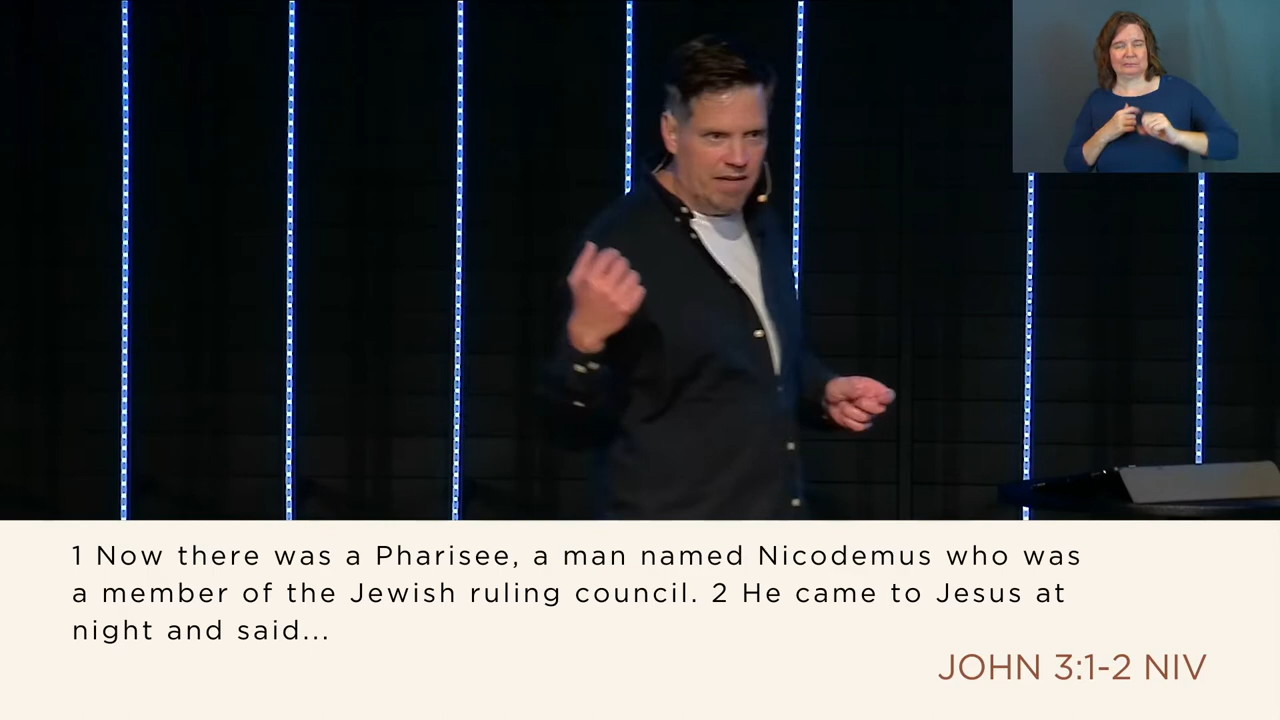 1 Now there was a Pharisee, a man named Nicodemus who was
a member of the Jewish ruling council. 2 He came to Jesus at
night and said...
JOHN 3:1-2 NIV